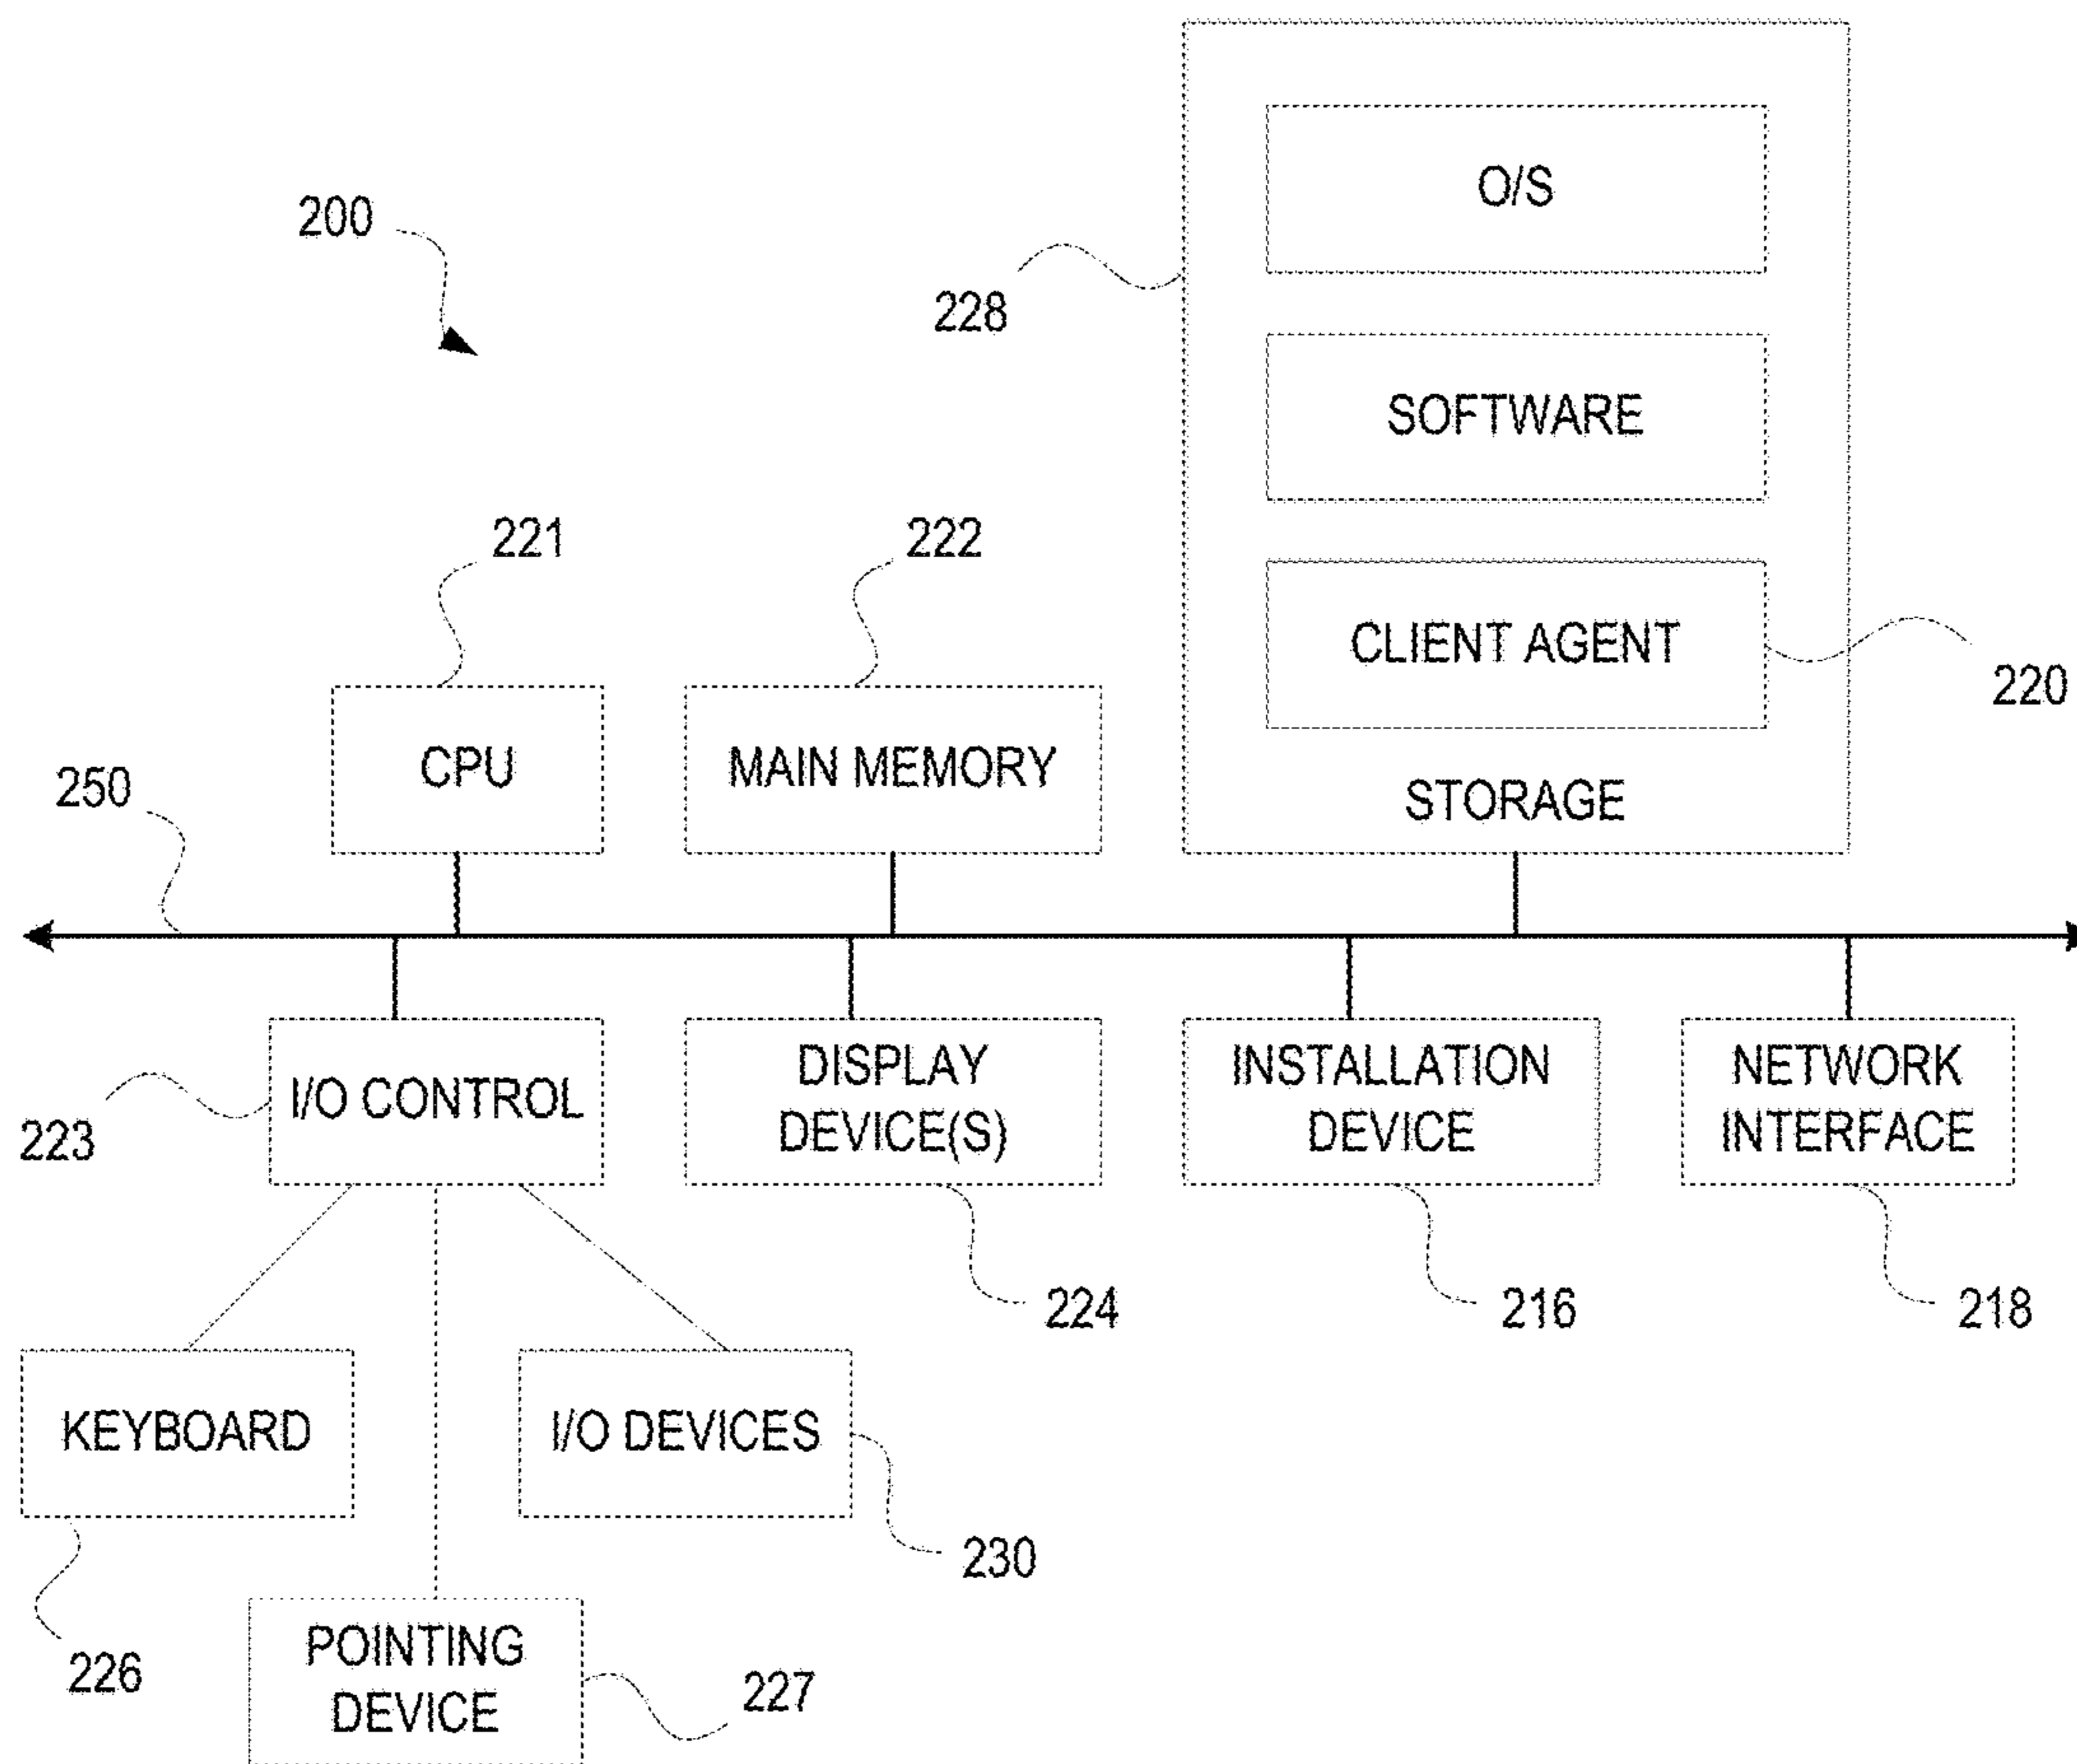 200
O/S
228
SOFTWARE
221
222
CLIENT AGENT
220
CPU
MAIN MEMORY
250
STORAGE
I/O CONTROL
223
DISPLAY
DEVICE(S)
INSTALLATION
DEVICE
NETWORK
INTERFACE
224
216
218
KEYBOARD
I/O DEVICES
230
226
POINTING
DEVICE
227